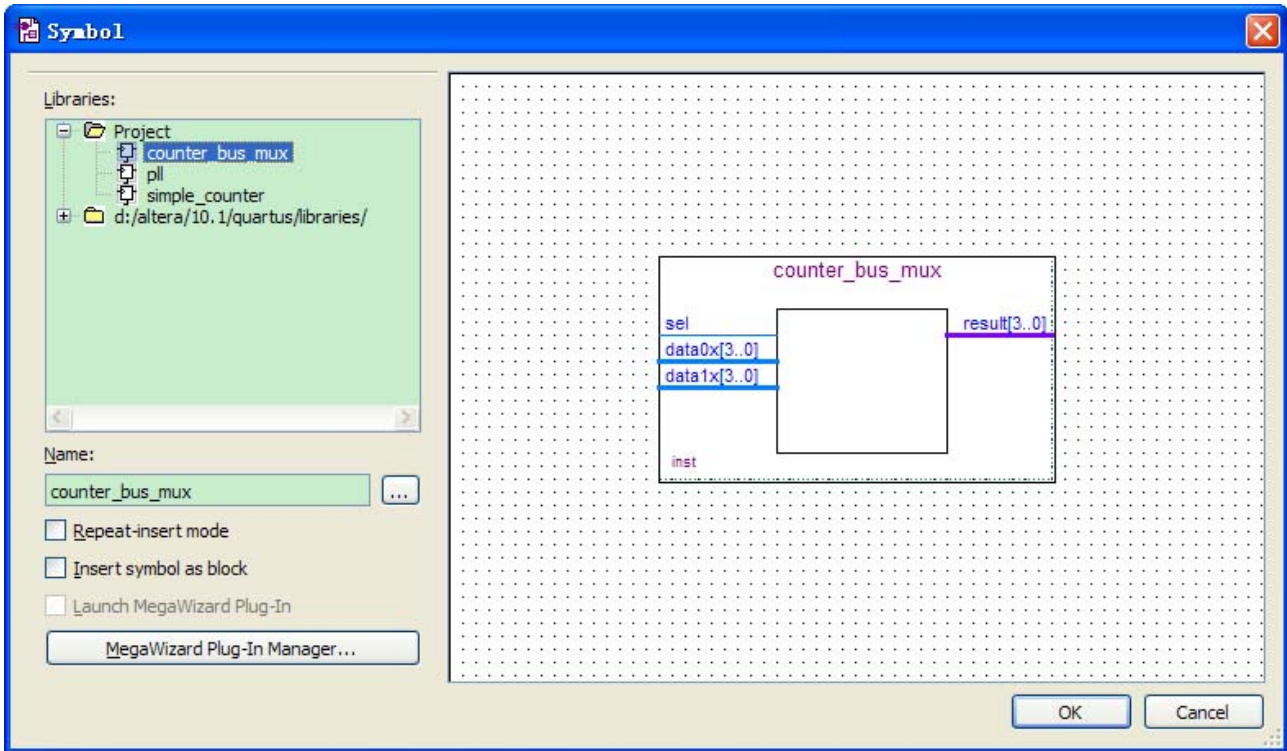 Symbol
Libraries:
Project
counter_bus_mux
pll
simple_counter
d:/altera/10.1/quartus/libraries/
Name:
counter_bus_mux
...
Repeat-insert mode
Insert symbol as block
Launch MegaWizard Plug-In
MegaWizard Plug-In Manager...
counter_bus_mux
sel
result[3..0]
data0x[3..0]
data1x[3..0]
inst
OK
Cancel